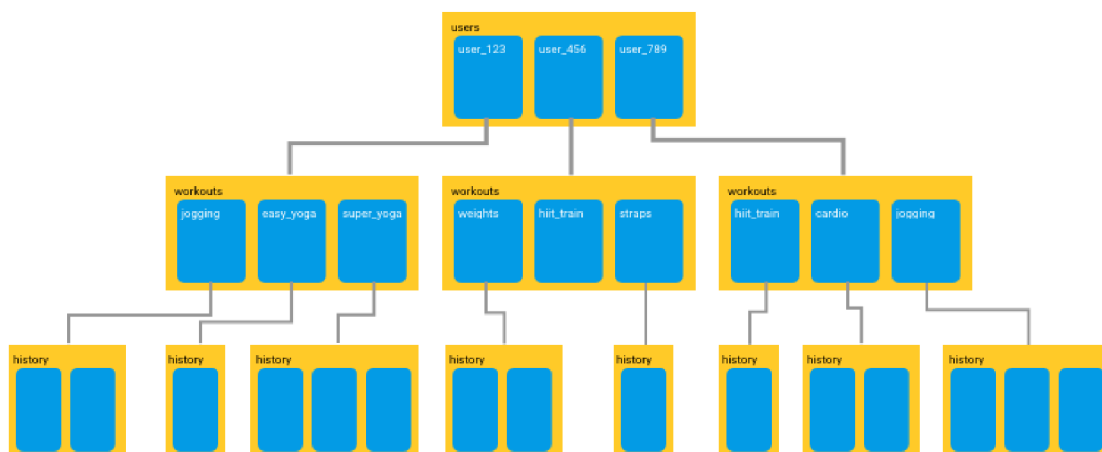 users
user_123 user_456 user_789
workouts workouts workouts
jogging easy_yoga super_yoga weights hiit_train straps hiit_train cardio jogging
history history history history history history history history